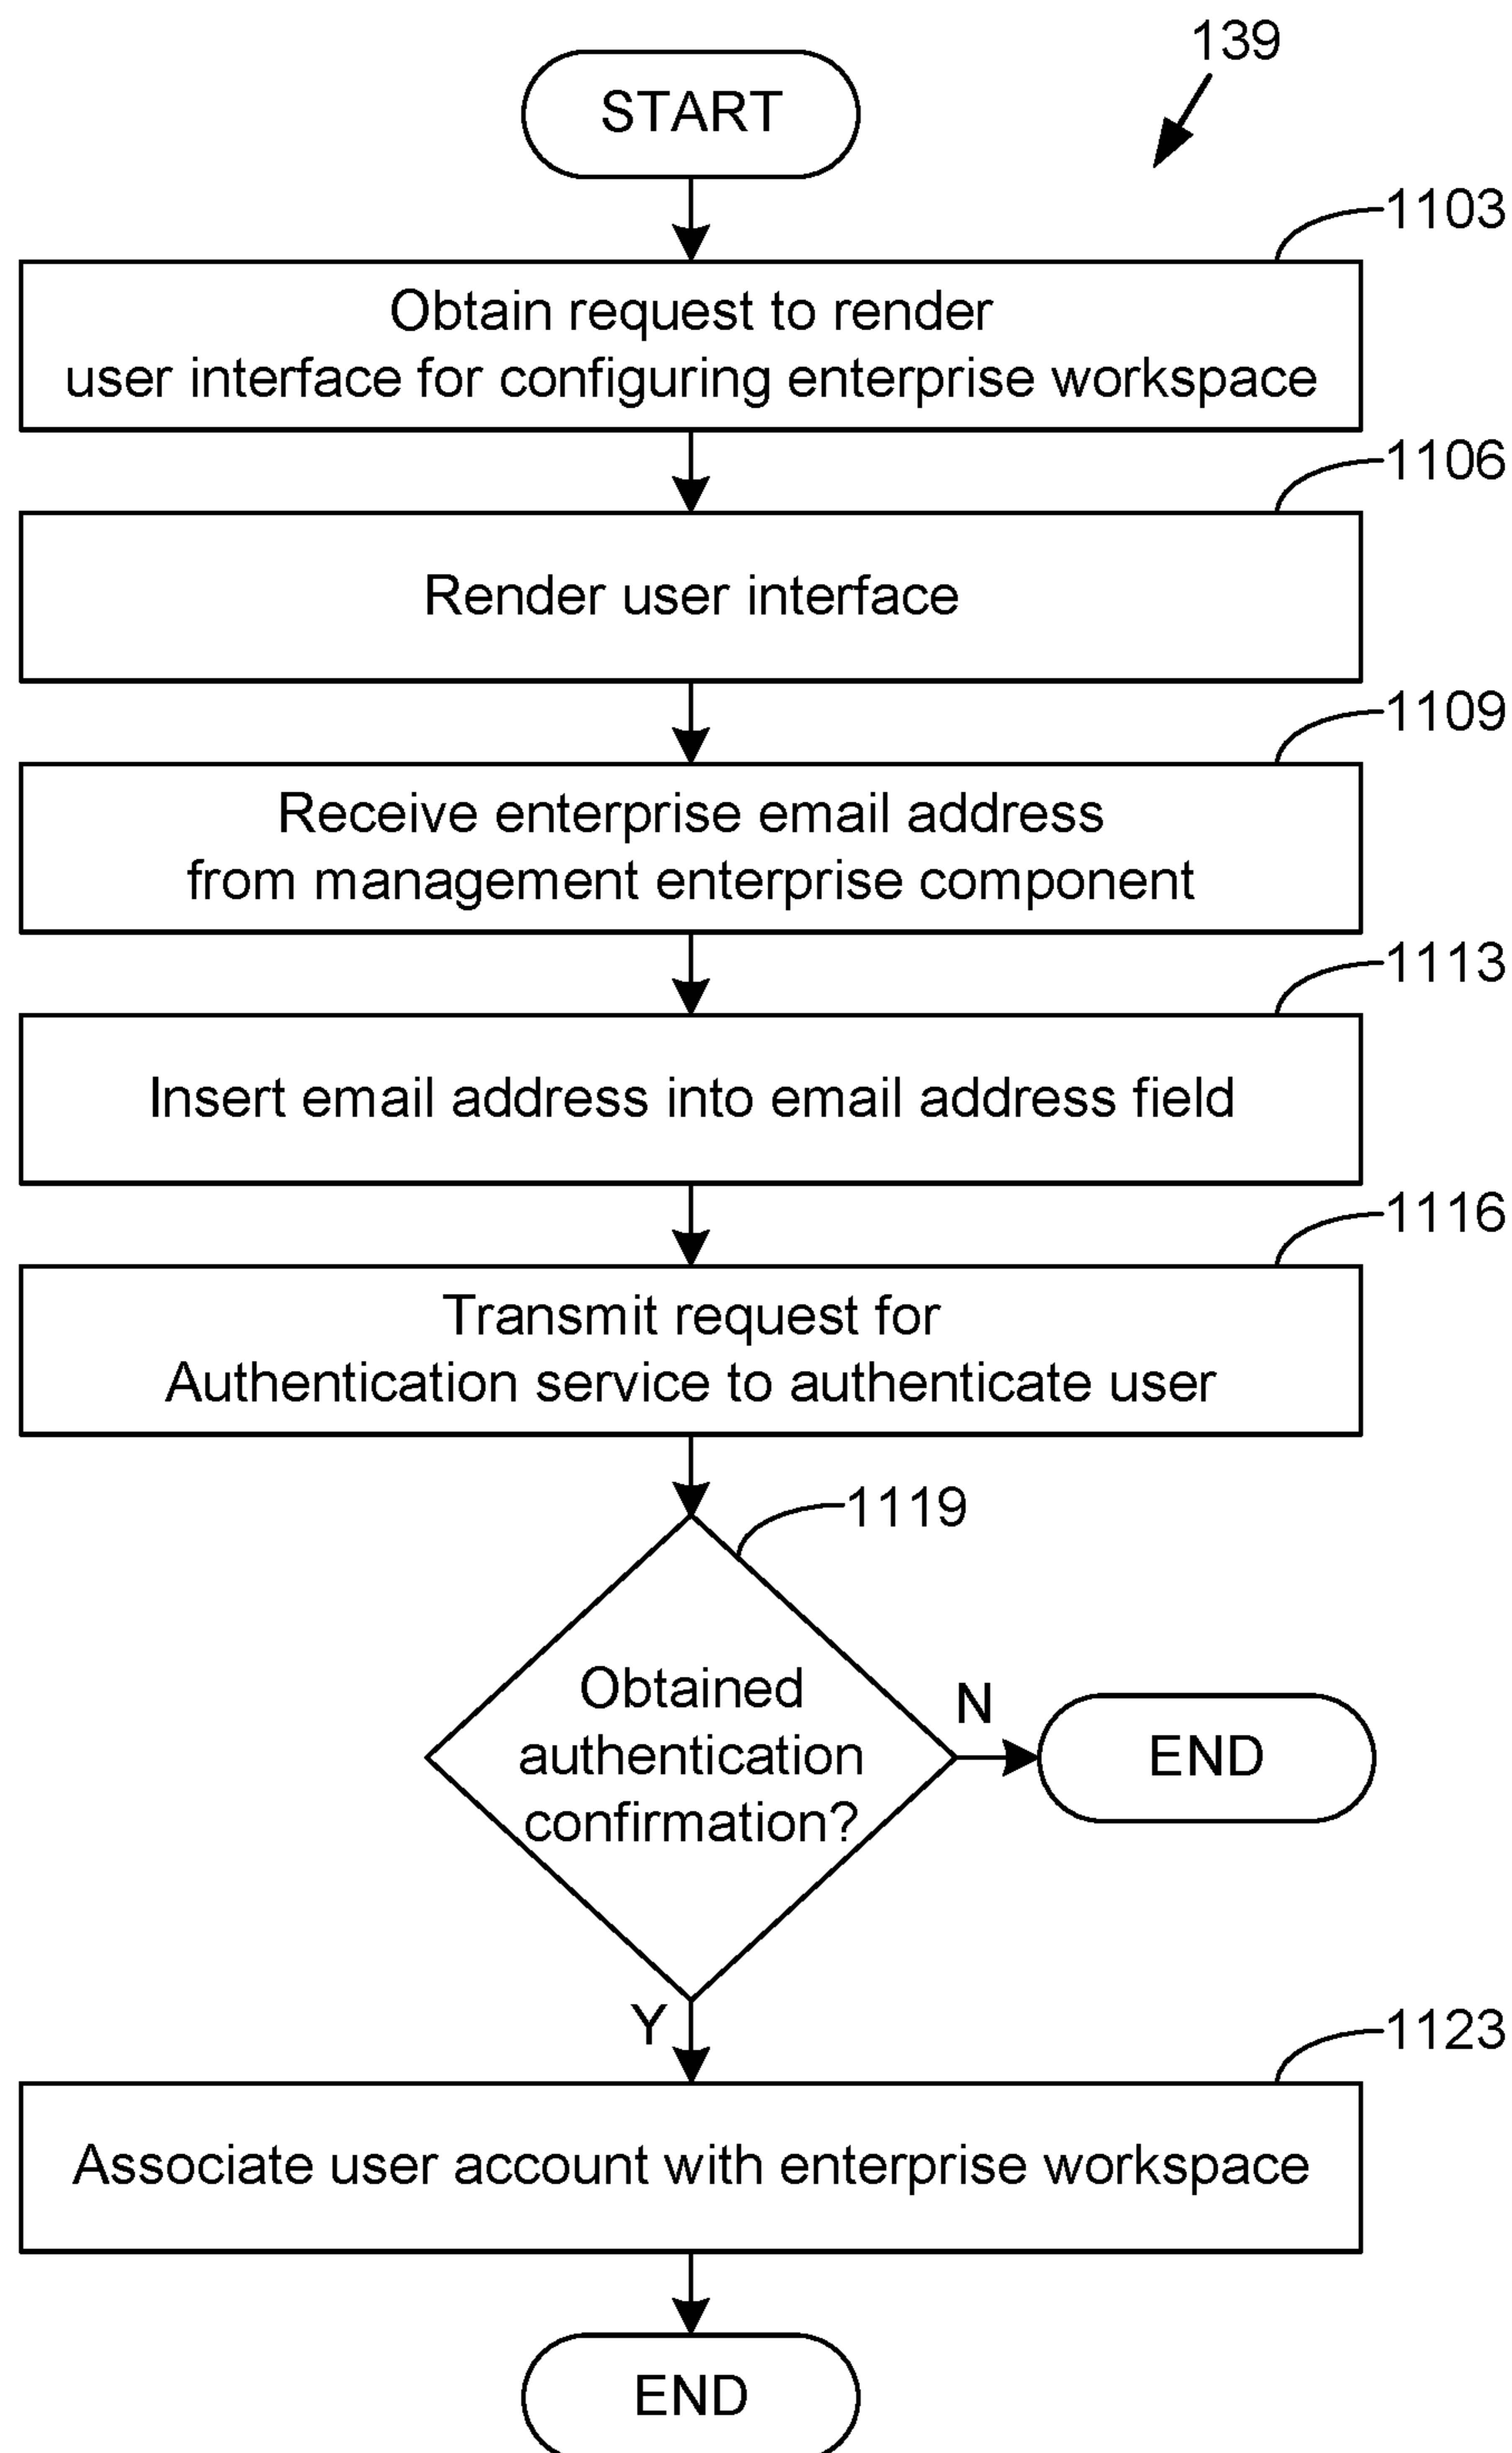 139
START
1103
Obtain request to render
user interface for configuring enterprise workspace
1106
Render user interface
1109
Receive enterprise email address
from management enterprise component
1113
Insert email address into email address field
1116
Transmit request for
Authentication service to authenticate user
1119
Obtained
authentication
confirmation?
N
END
Y
1123
Associate user account with enterprise workspace
END